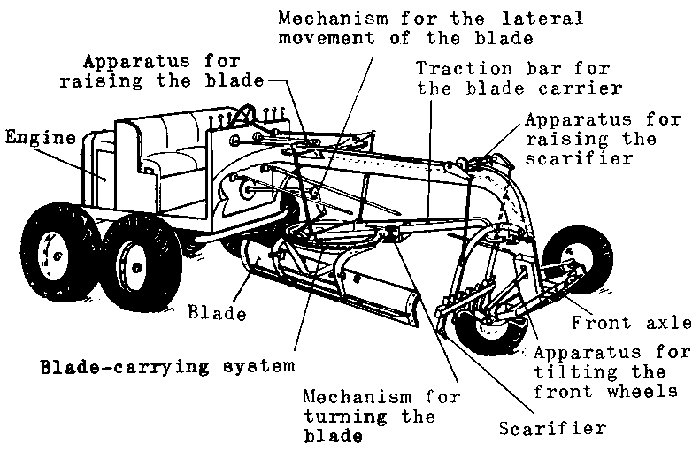 Mechanism for the lateral
movement of the blade
Apparatus for
raising the blade
Traction bar for
the blade carrier
Apparatus for
raising the
scarifier
Engine
Blade
Front axle
Blade-carrying system
Apparatus for
tilting the
front wheels
Mechanism for
turning the
blade
Scarifier